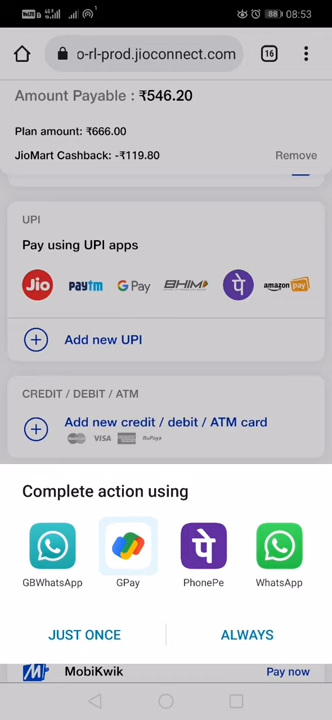 08:53
88
o-rl-prod.jioconnect.com
16
Amount Payable : ₹546.20
Plan amount: ₹666.00
JioMart Cashback: -₹119.80
Remove
UPI
Pay using UPI apps
Jio
paytm
G Pay
BHIM
पे
amazon pay
Add new UPI
CREDIT / DEBIT / ATM
Add new credit / debit / ATM card
VISA
RuPay
Complete action using
पे
GBWhatsApp
GPay
PhonePe
WhatsApp
JUST ONCE
ALWAYS
MobiKwik
Pay now